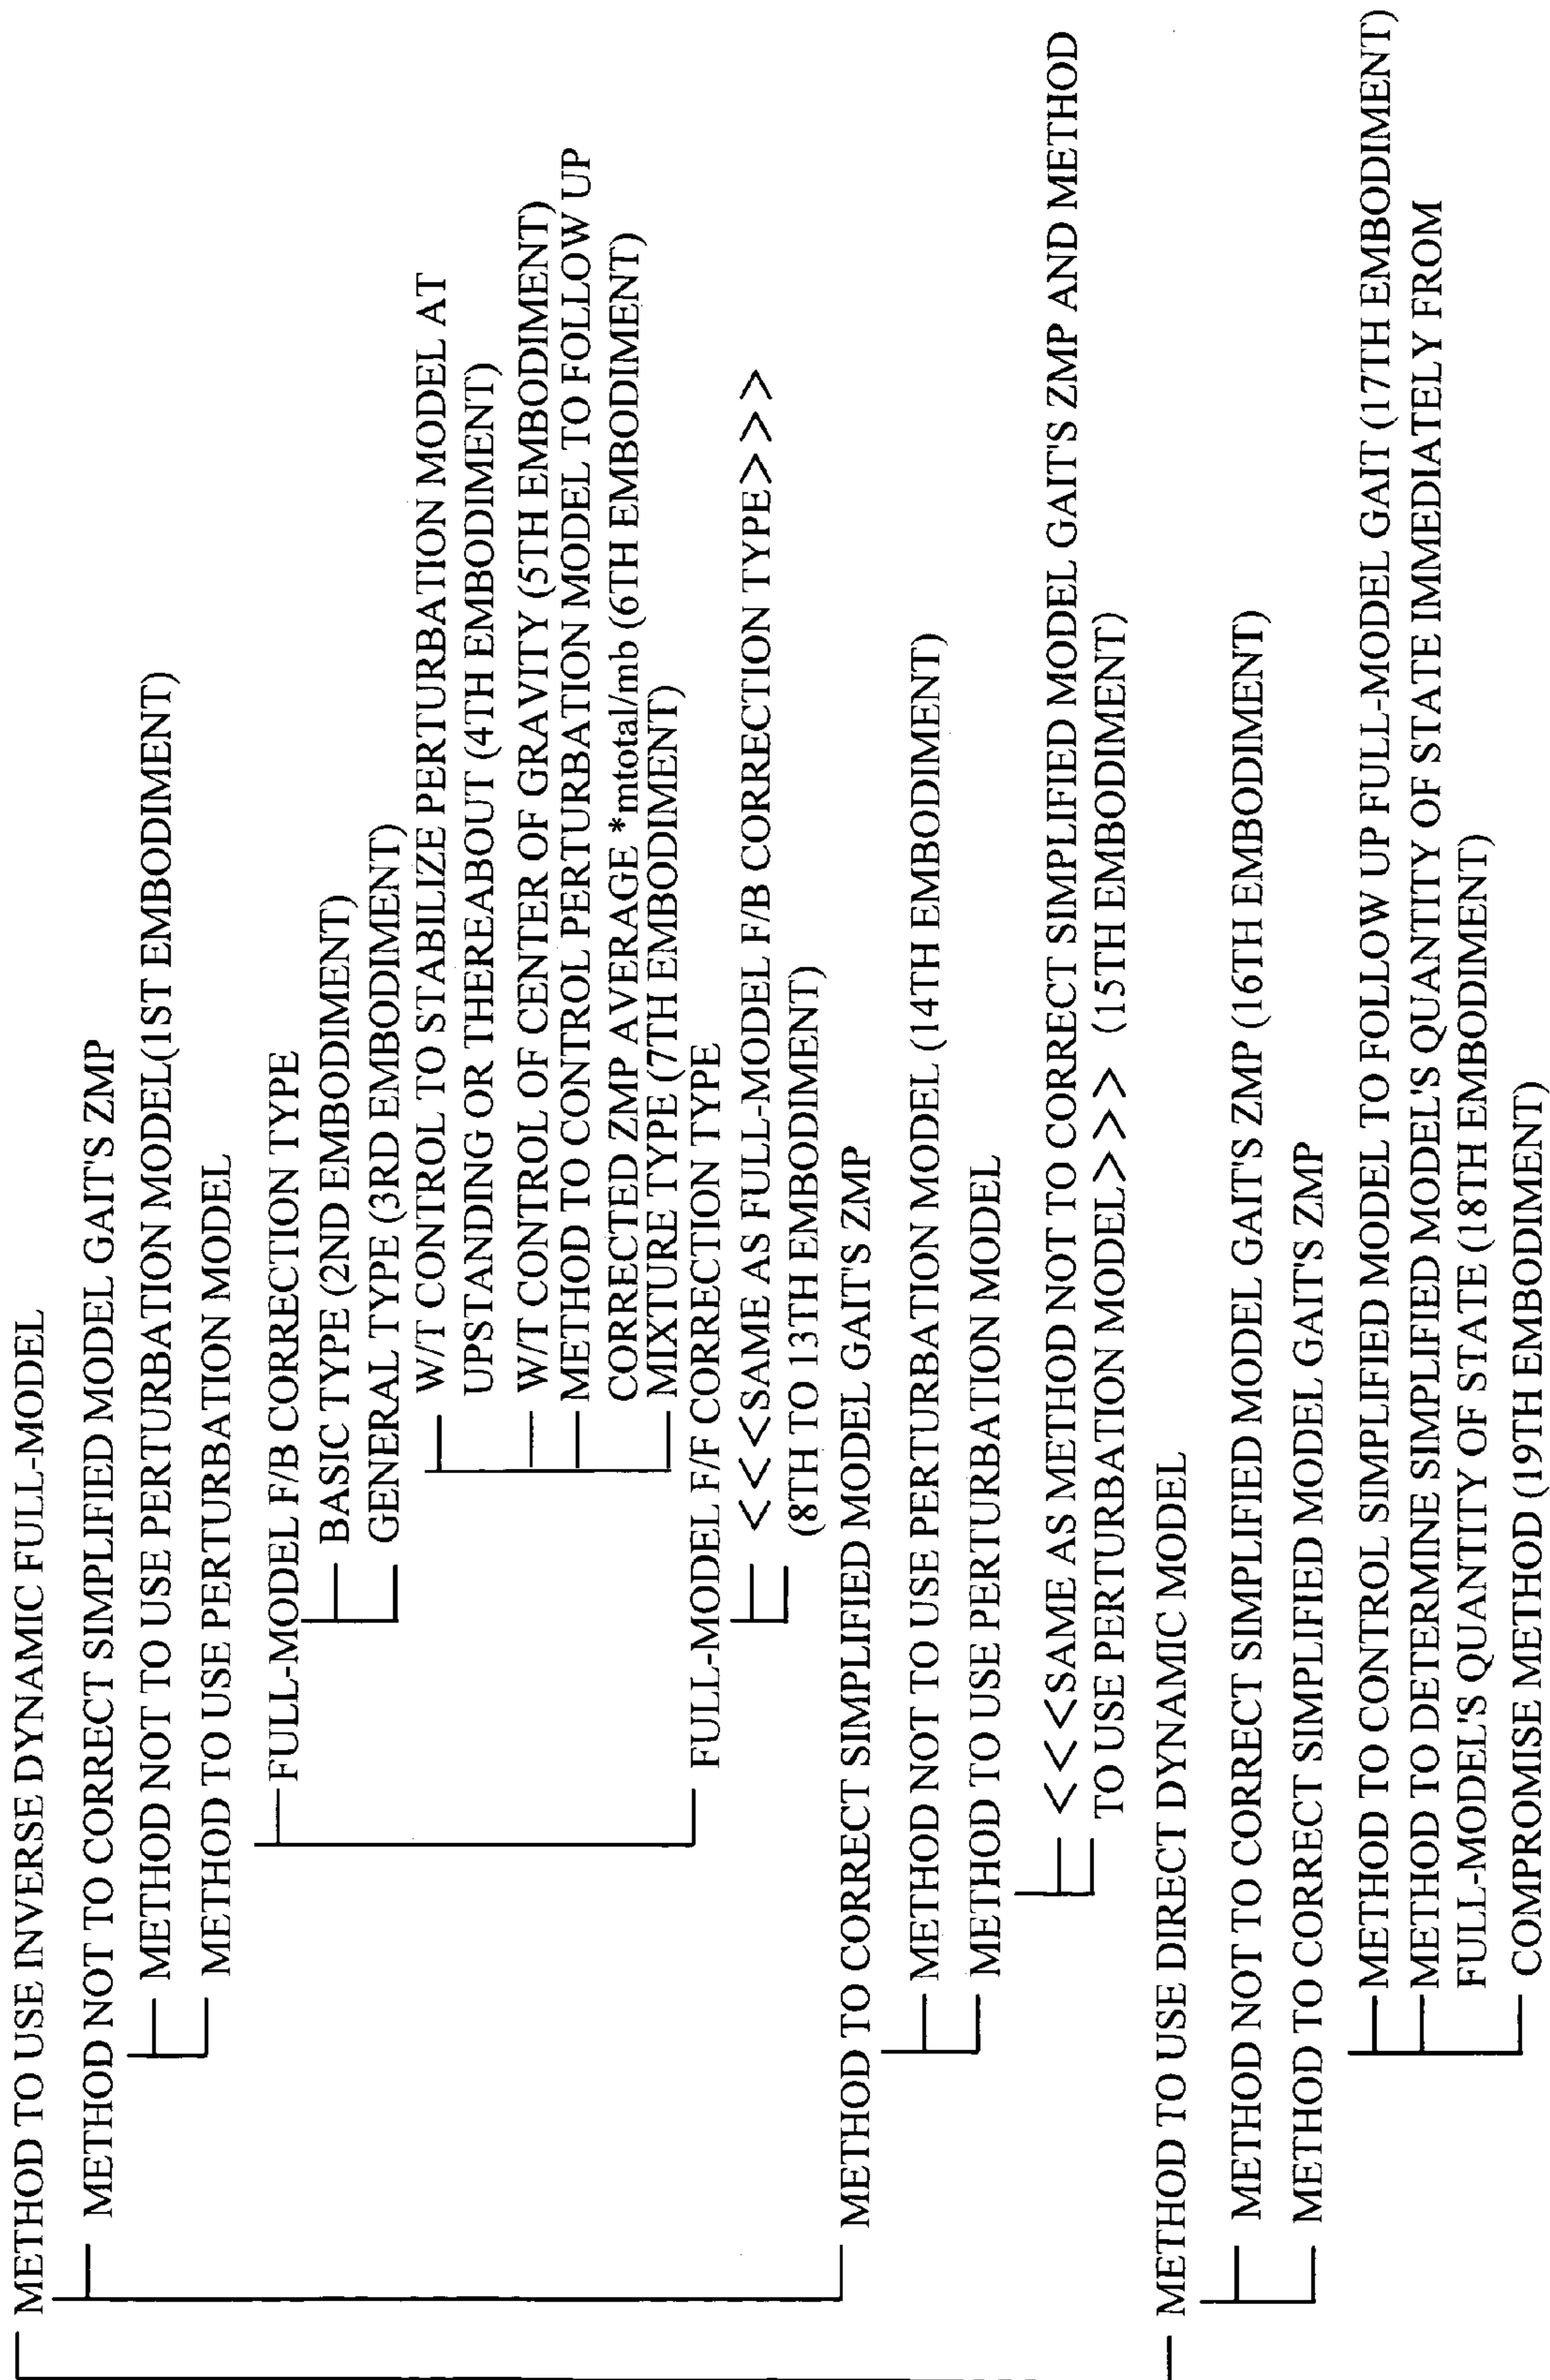 METHOD TO USE INVERSE DYNAMIC FULL-MODEL
METHOD NOT TO CORRECT SIMPLIFIED MODEL GAIT'S ZMP
METHOD NOT TO USE PERTURBATION MODEL(1ST EMBODIMENT)
METHOD TO USE PERTURBATION MODEL
FULL-MODEL F/B CORRECTION TYPE
BASIC TYPE (2ND EMBODIMENT)
GENERAL TYPE (3RD EMBODIMENT)
W/T CONTROL TO STABILIZE PERTURBATION MODEL AT
UPSTANDING OR THEREABOUT (4TH EMBODIMENT)
W/T CONTROL OF CENTER OF GRAVITY (5TH EMBODIMENT)
METHOD TO CONTROL PERTURBATION MODEL TO FOLLOW UP
CORRECTED ZMP AVERAGE *mtotal/mb (6TH EMBODIMENT)
MIXTURE TYPE (7TH EMBODIMENT)
FULL-MODEL F/F CORRECTION TYPE
<<<SAME AS FULL-MODEL F/B CORRECTION TYPE>>>
(8TH TO 13TH EMBODIMENT)
METHOD TO CORRECT SIMPLIFIED MODEL GAIT'S ZMP
METHOD NOT TO USE PERTURBATION MODEL (14TH EMBODIMENT)
METHOD TO USE PERTURBATION MODEL
<<<SAME AS METHOD NOT TO CORRECT SIMPLIFIED MODEL GAIT'S ZMP AND METHOD
TO USE PERTURBATION MODEL>>> (15TH EMBODIMENT)
METHOD TO USE DIRECT DYNAMIC MODEL
METHOD NOT TO CORRECT SIMPLIFIED MODEL GAIT'S ZMP (16TH EMBODIMENT)
METHOD TO CORRECT SIMPLIFIED MODEL GAIT'S ZMP
METHOD TO CONTROL SIMPLIFIED MODEL TO FOLLOW UP FULL-MODEL GAIT (17TH EMBODIMENT)
METHOD TO DETERMINE SIMPLIFIED MODEL'S QUANTITY OF STATE IMMEDIATELY FROM
FULL-MODEL'S QUANTITY OF STATE (18TH EMBODIMENT)
COMPROMISE METHOD (19TH EMBODIMENT)